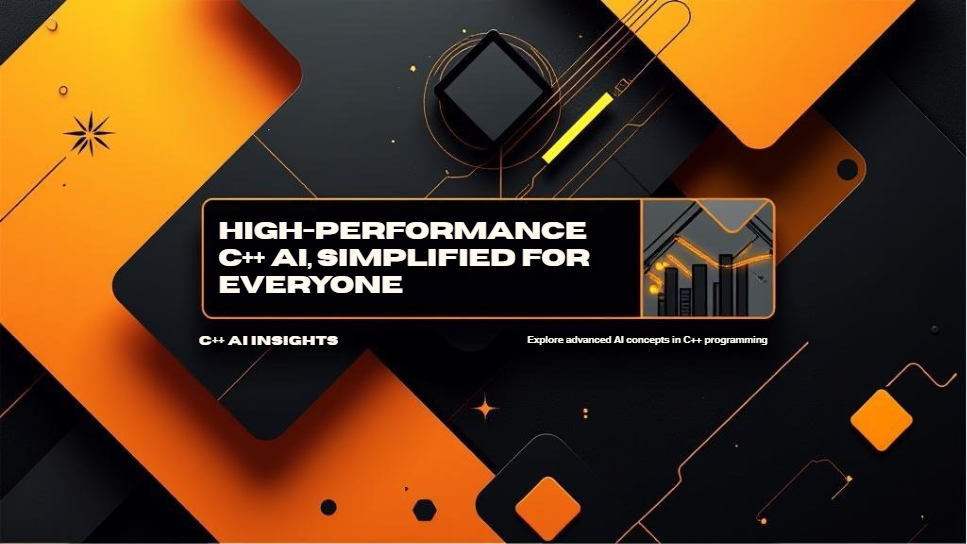 HIGH-PERFORMANCE
C++ AI, SIMPLIFIED FOR
EVERYONE
C++ AI INSIGHTS
Explore advanced AI concepts in C++ programming